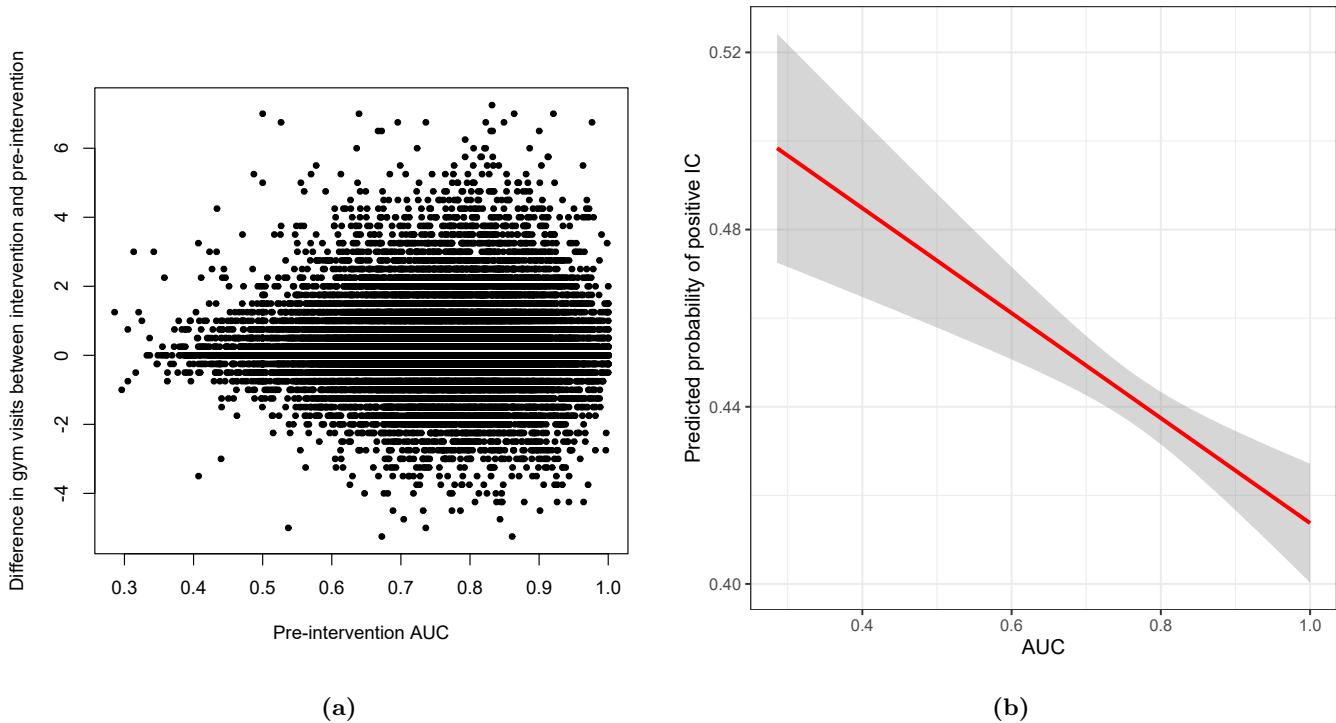 Difference in gym visits between intervention and pre-intervention
6
4
2
0
-2
-4
0.3 0.4 0.5 0.6 0.7 0.8 0.9 1.0
Pre-intervention AUC
(a)
Predicted probability of positive IC
0.52
0.48
0.44
0.40
0.4 0.6 0.8 1.0
AUC
(b)